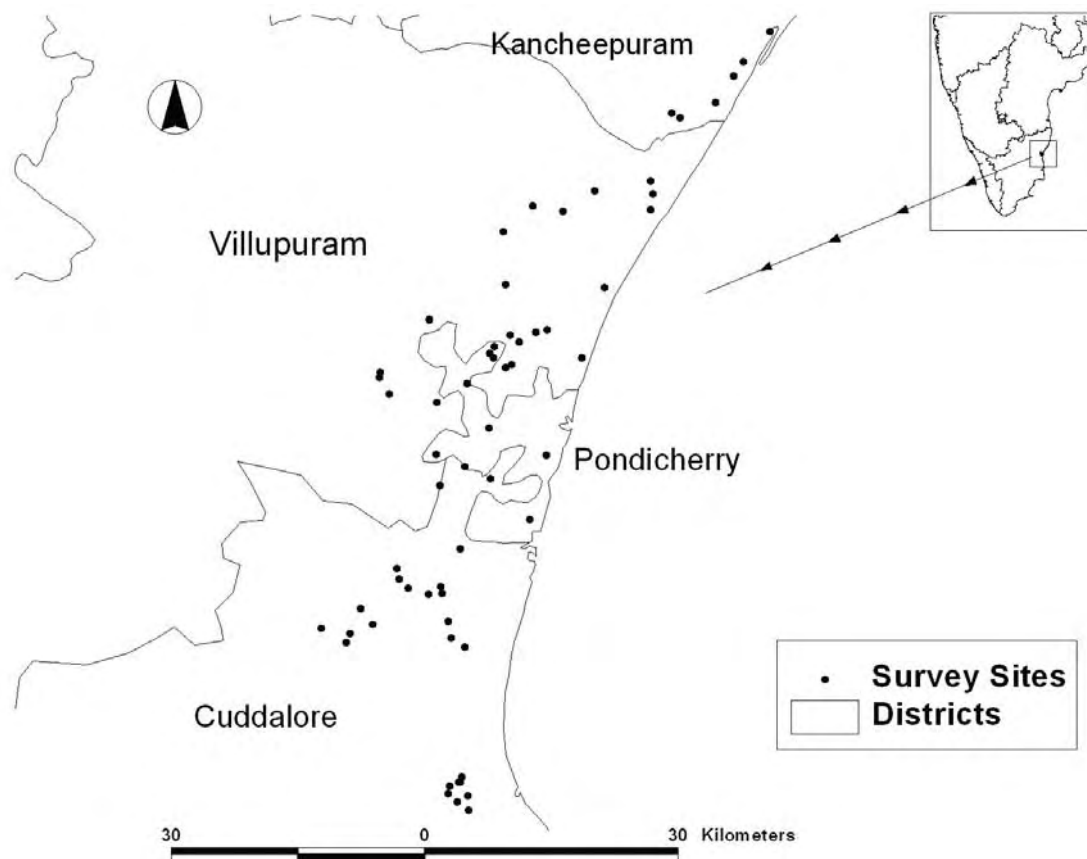 Kancheepuram
Villupuram
Pondicherry
Survey Sites
Districts
Cuddalore
30 0 30 Kilometers